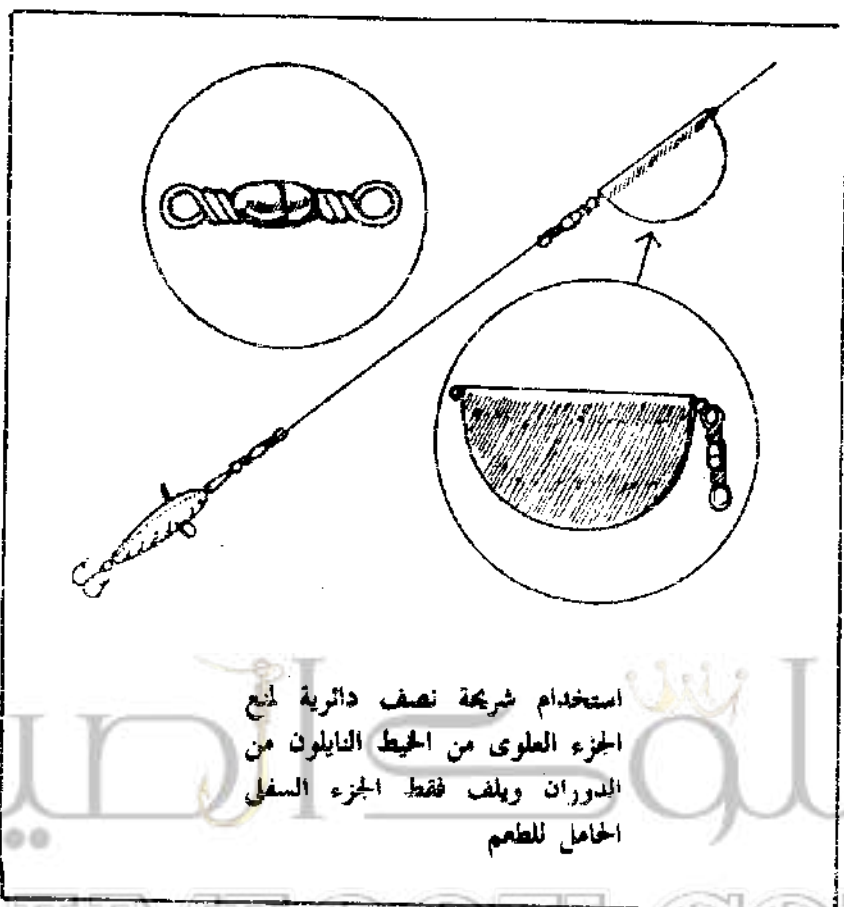 استخدام شريحة نصف دائرية لمنع
الجزء العلوى من الخيط النايلون من
الدوران ويلف فقط الجزء السفلى
الحامل للطعم